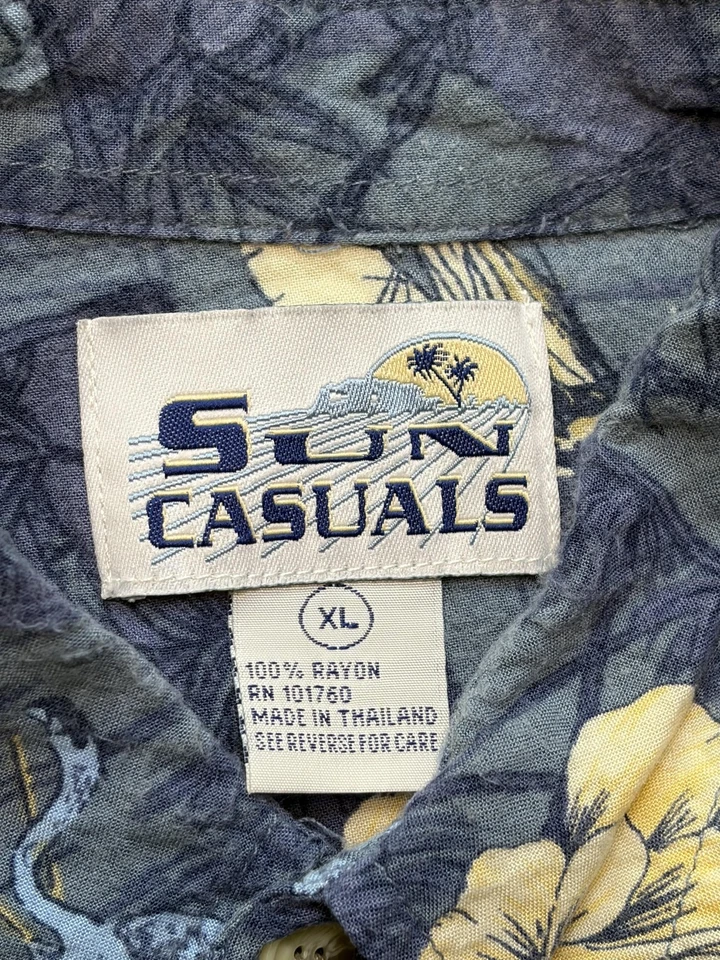 SUN
CASUALS
XL
100% RAYON
RN 101760
MADE IN THAILAND
SEE REVERSE FOR CARE